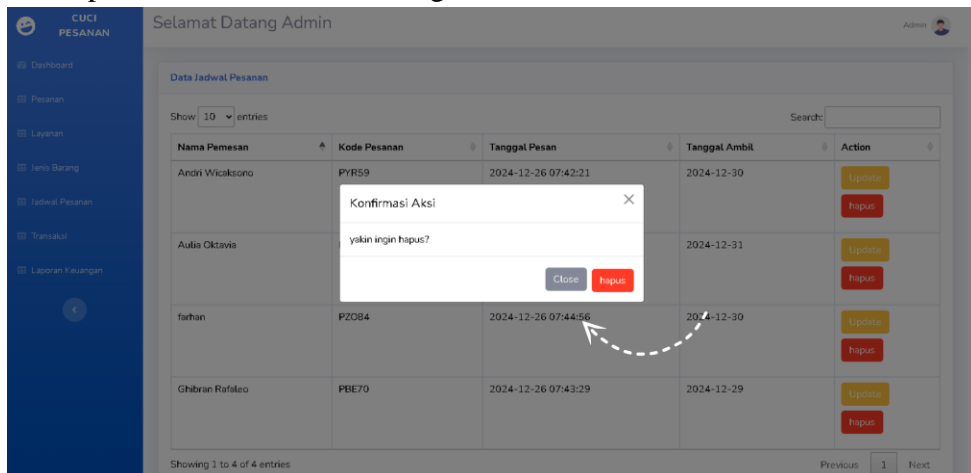 CUCI
PESANAN
Selamat Datang Admin
Admin
Dashboard
Pesanan
Layanan
Jenis Barang
Jadwal Pesanan
Transaksi
Laporan Keuangan
Data Jadwal Pesanan
Show 10 entries
Search:
Nama Pemesan Kode Pesanan Tanggal Pesan Tanggal Ambil Action
Andri Wicaksono PYR59 2024-12-26 07:42:21 2024-12-30 Update
hapus
Konfirmasi Aksi
yakin ingin hapus?
Close hapus
Aulia Oktavia 2024-12-31 Update
hapus
farhan PZO84 2024-12-26 07:44:56 2024-12-30 Update
hapus
Ghibran Rafaleo PBE70 2024-12-26 07:43:29 2024-12-29 Update
hapus
Showing 1 to 4 of 4 entries
Previous 1 Next